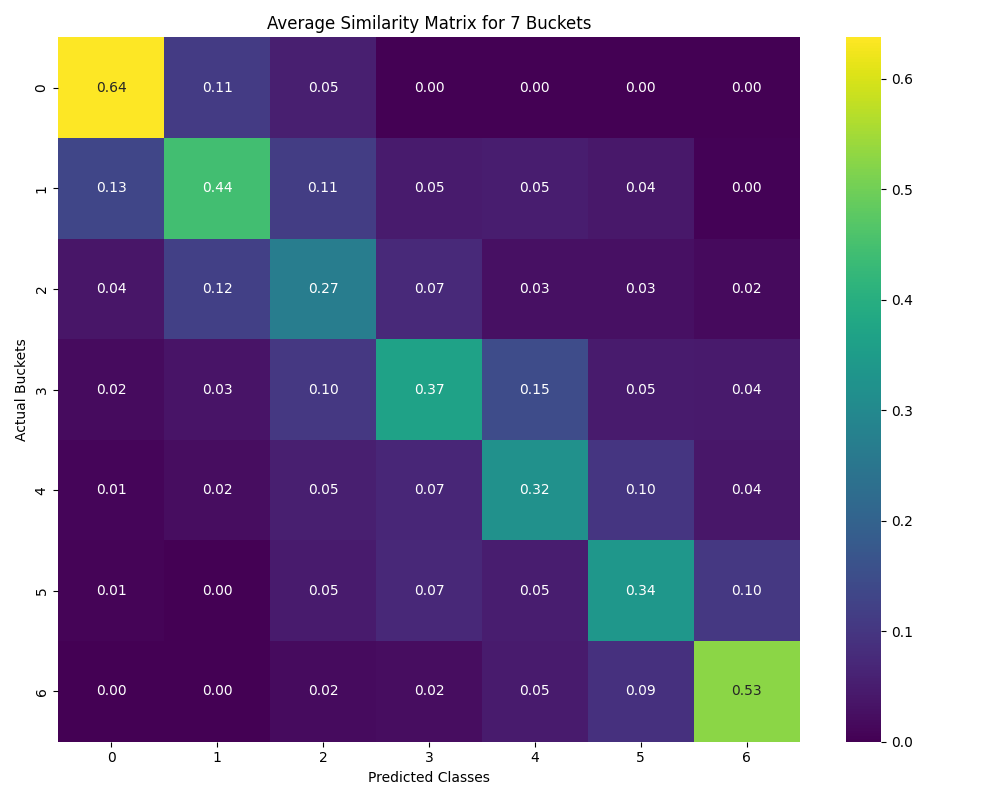 Average Similarity Matrix for 7 Buckets
0 0.64 0.11 0.05 0.00 0.00 0.00 0.00
1 0.13 0.44 0.11 0.05 0.05 0.04 0.00
2 0.04 0.12 0.27 0.07 0.03 0.03 0.02
3 0.02 0.03 0.10 0.37 0.15 0.05 0.04
4 0.01 0.02 0.05 0.07 0.32 0.10 0.04
5 0.01 0.00 0.05 0.07 0.05 0.34 0.10
6 0.00 0.00 0.02 0.02 0.05 0.09 0.53
0 1 2 3 4 5 6
Predicted Classes
Actual Buckets
0.6
0.5
0.4
0.3
0.2
0.1
0.0